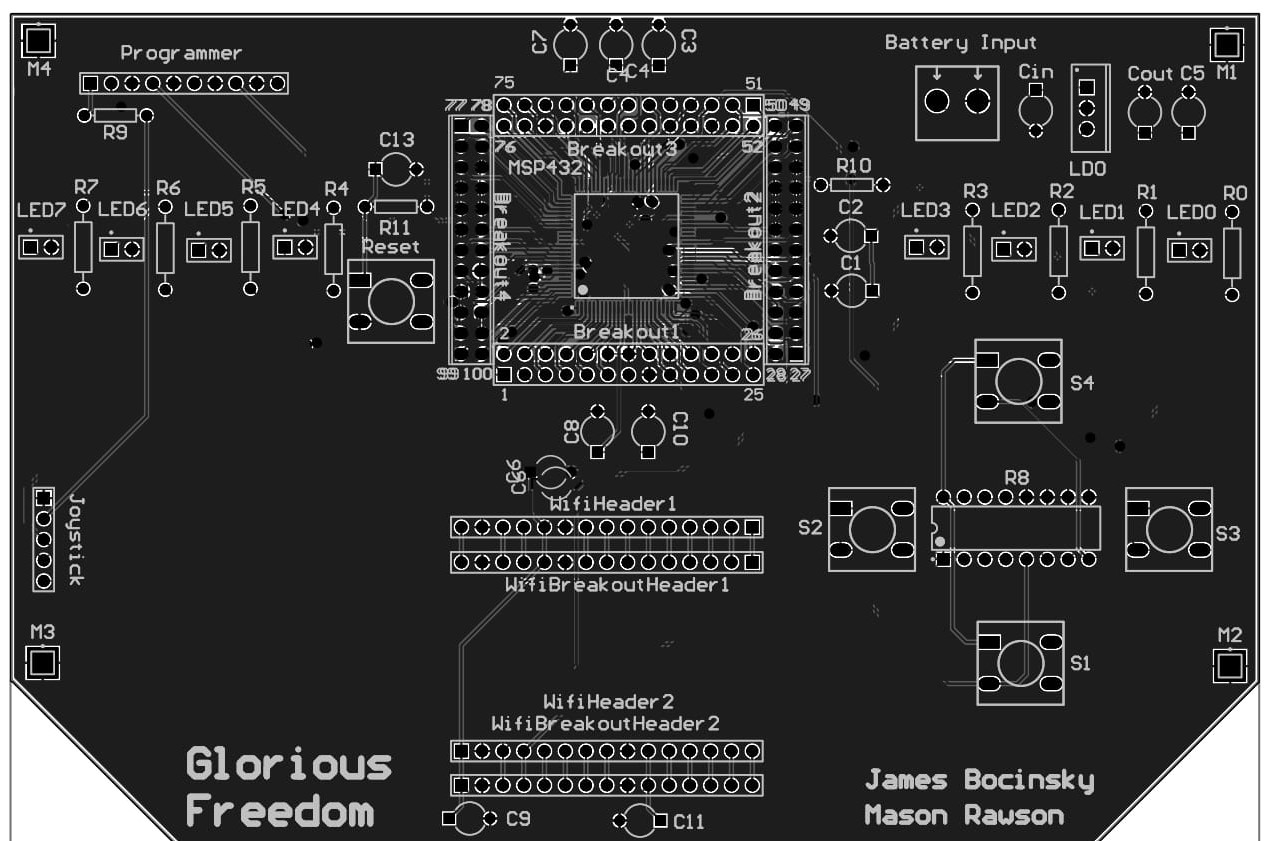 C7
C4
C4
C3
Battery Input
M4
Programmer
Cin
Cout C5
M1
75
51
77 78
50 49
R9
C13
76
Breakout3
52
MSP432
LDO
R10
R7
R6
R5
R4
R11
Reset
LED7
LED6
LED5
LED4
Breakout4
Breakout2
C2
C1
LED3
R3
LED2
R2
LED1
R1
LED0
R0
2
Breakout1
26
99 100
28 27
1
25
S4
C8
C10
C6
R8
WifiHeader1
S2
S3
Joystick
WifiBreakoutHeader1
M3
M2
S1
WifiHeader2
WifiBreakoutHeader2
Glorious
Freedom
James Bocinsky
Mason Rawson
C9
C11